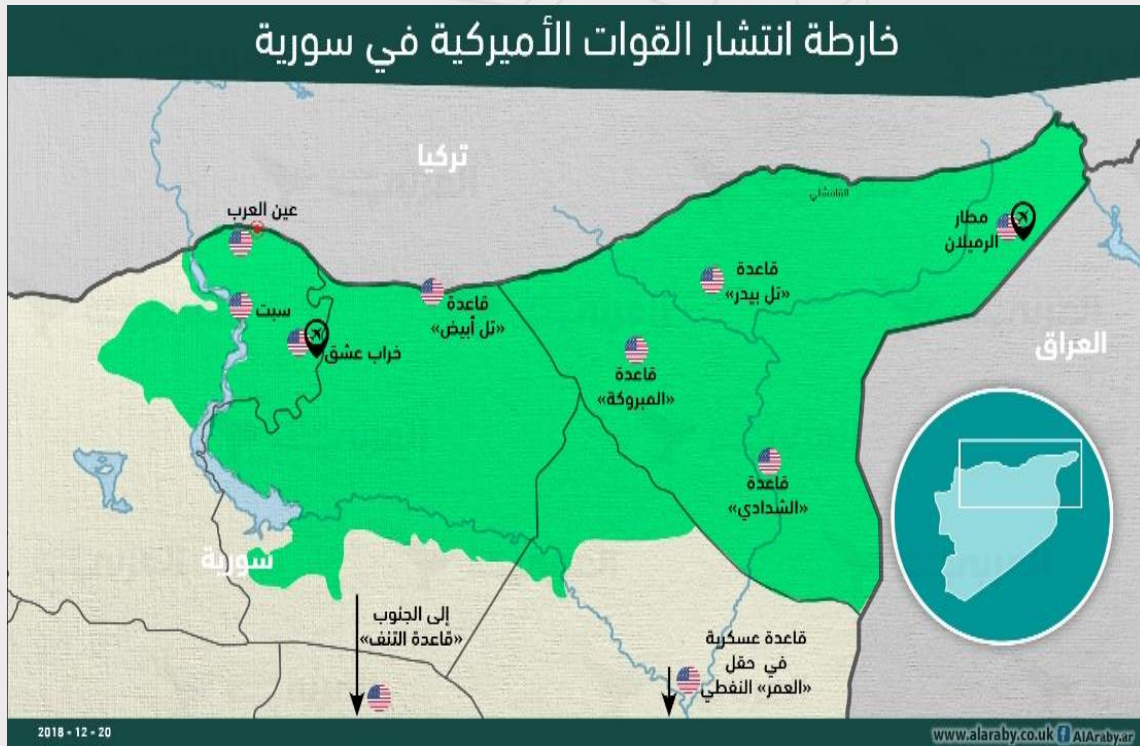 خارطة انتشار القوات الأميركية في سورية
تركيا
عين العرب
القامشلي
مطار
الرميلان
قاعدة
«تل بيدر»
قاعدة
«تل أبيض»
سبت
خراب عشق
قاعدة
«المبروكة»
العراق
قاعدة
«الشدادي»
سورية
إلى الجنوب
«قاعدة التنف»
قاعدة عسكرية
في حقل
«العمر» النفطي
2018 - 12 - 20
www.alaraby.co.uk f AlAraby.ar